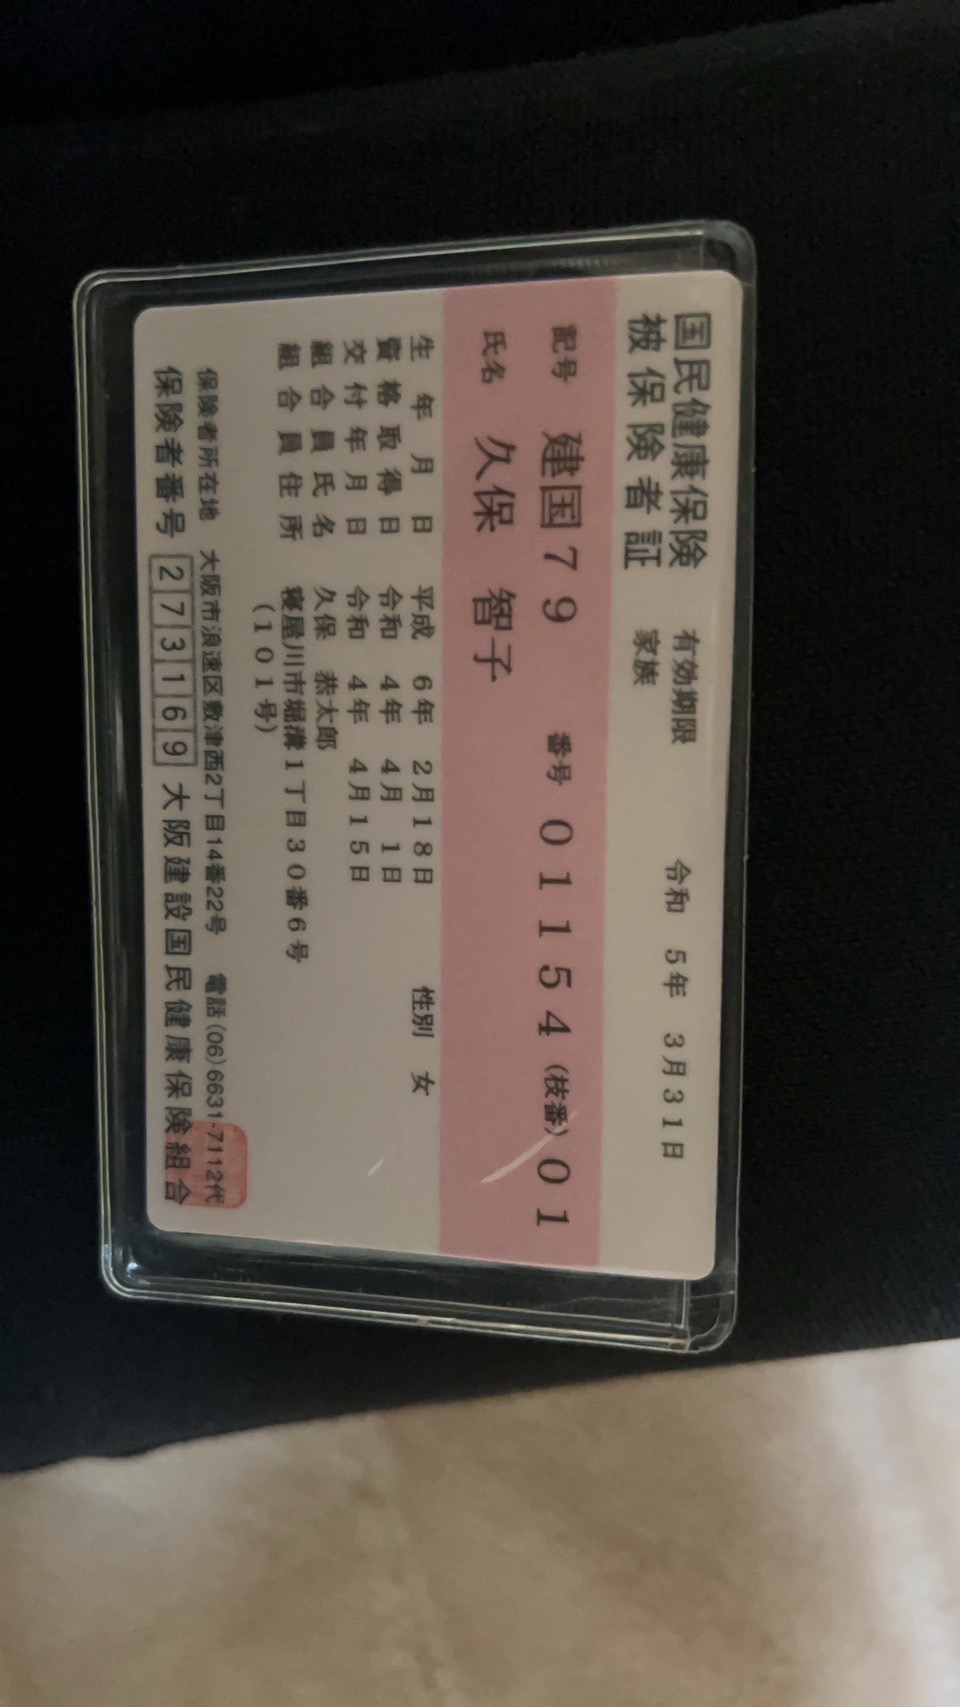 国民健康保険 有効期限 令和 5年 3月31日
被保険者証 家族
記号 建国79 番号 011154 (枝番) 01
氏名 久保 智子
生年月日 平成 6年 2月18日 性別 女
資格取得日 令和 4年 4月 1日
交付年月日 令和 4年 4月15日
組合員氏名 久保 恭太郎
組合員住所 寝屋川市堀溝1丁目30番6号
(101号)
保険者所在地 大阪市浪速区敷津西2丁目14番22号 電話(06)6631-7112代
保険者番号 273169 大阪建設国民健康保険組合